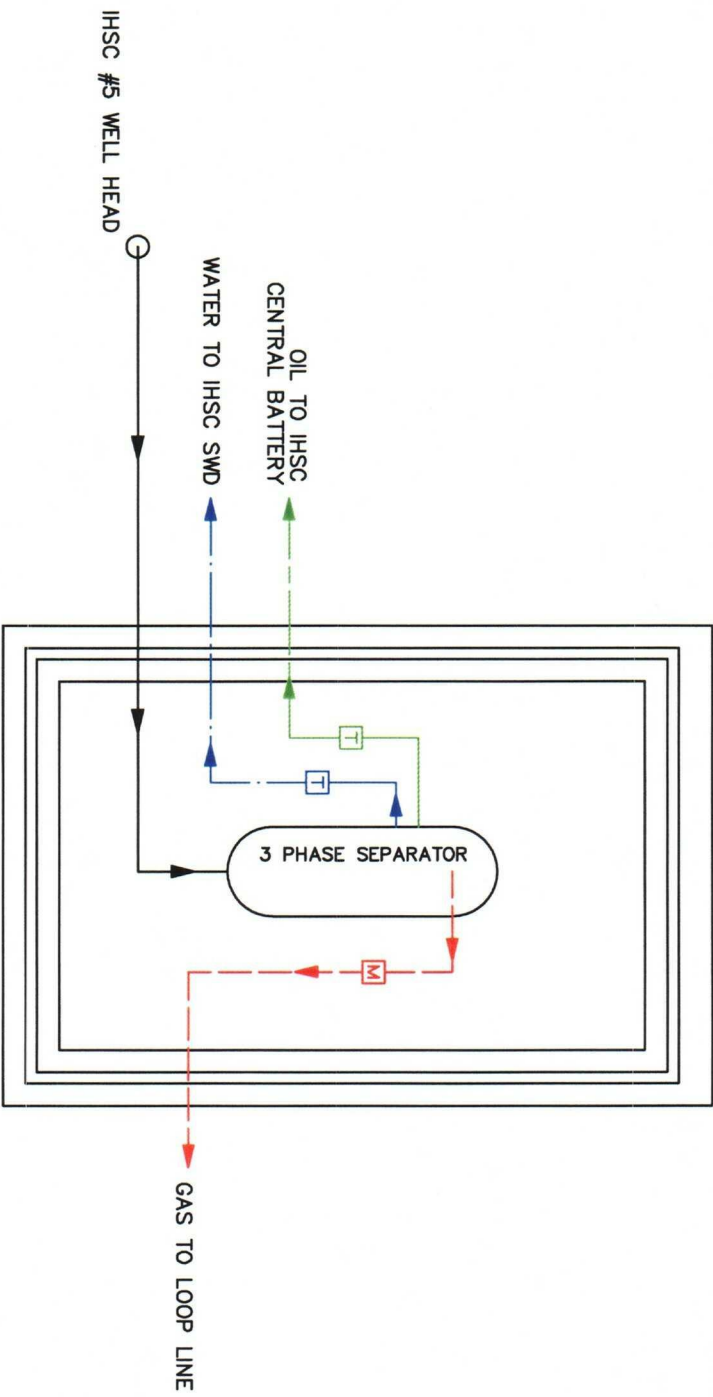 IHSC #5 WELL HEAD
WATER TO IHSC SWD
OIL TO IHSC
CENTRAL BATTERY
T
T
3 PHASE SEPARATOR
M
GAS TO LOOP LINE